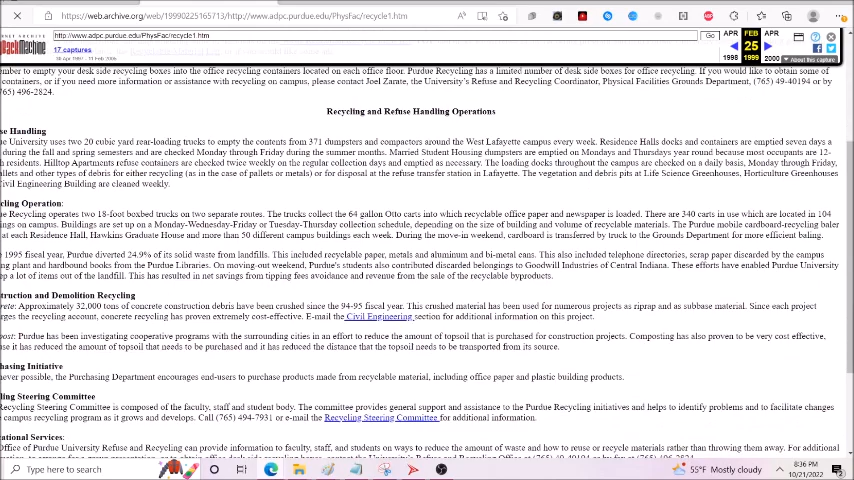 https://web.archive.org/web/19990225165713/http://www.adpc.purdue.edu/PhysFac/recycle1.htm
http://www.adpc.purdue.edu/PhysFac/recycle1 htm
Go
APR FEB APR
17 captures
25
30 Apr 1997 - 11 Feb 2006
1998 1999 2000
About this capture
mber to empty your desk side recycling boxes into the office recycling containers located on each office floor. Purdue Recycling has a limited number of desk side boxes for office recycling. If you would like to obtain some of
containers, or if you need more information or assistance with recycling on campus, please contact Joel Zarate, the University's Refuse and Recycling Coordinator, Physical Facilities Grounds Department, (765) 49-40194 or by
765) 496-2824.
Recycling and Refuse Handling Operations
se Handling
ue University uses two 20 cubic yard rear-loading trucks to empty the contents from 371 dumpsters and compactors around the West Lafayette campus every week. Residence Halls docks and containers are emptied seven days a
during the fall and spring semesters and are checked Monday through Friday during the summer months. Married Student Housing dumpsters are emptied on Mondays and Thursdays year round because most occupants are 12-
h residents. Hilltop Apartments refuse containers are checked twice weekly on the regular collection days and emptied as necessary. The loading docks throughout the campus are checked on a daily basis, Monday through Friday,
llets and other types of debris for either recycling (as in the case of pallets or metals) or for disposal at the refuse transfer station in Lafayette. The vegetation and debris pits at Life Science Greenhouses, Horticulture Greenhouses
Civil Engineering Building are cleaned weekly.
cling Operation:
ue Recycling operates two 18-foot boxbed trucks on two separate routes. The trucks collect the 64 gallon Otto carts into which recyclable office paper and newspaper is loaded. There are 340 carts in use which are located in 104
ngs on campus. Buildings are set up on a Monday-Wednesday-Friday or Tuesday-Thursday collection schedule, depending on the size of building and volume of recyclable materials. The Purdue mobile cardboard-recycling baler
at each Residence Hall, Hawkins Graduate House and more than 50 different campus buildings each week. During the move-in weekend, cardboard is transferred by truck to the Grounds Department for more efficient baling.
e 1995 fiscal year, Purdue diverted 24.9% of its solid waste from landfills. This included recyclable paper, metals and aluminum and bi-metal cans. This also included telephone directories, scrap paper discarded by the campus
ng plant and hardbound books from the Purdue Libraries. On moving-out weekend, Purdue's students also contributed discarded belongings to Goodwill Industries of Central Indiana. These efforts have enabled Purdue University
ep a lot of items out of the landfill. This has resulted in net savings from tipping fees avoidance and revenue from the sale of the recyclable byproducts.
truction and Demolition Recycling
rete: Approximately 32,000 tons of concrete construction debris have been crushed since the 94-95 fiscal year. This crushed material has been used for numerous projects as riprap and as subbase material. Since each project
arges the recycling account, concrete recycling has proven extremely cost-effective. E-mail the Civil Engineering section for additional information on this project.
post: Purdue has been investigating cooperative programs with the surrounding cities in an effort to reduce the amount of topsoil that is purchased for construction projects. Composting has also proven to be very cost effective,
use it has reduced the amount of topsoil that needs to be purchased and it has reduced the distance that the topsoil needs to be transported from its source.
hasing Initiative
never possible, the Purchasing Department encourages end-users to purchase products made from recyclable material, including office paper and plastic building products.
ling Steering Committee
Recycling Steering Committee is composed of the faculty, staff and student body. The committee provides general support and assistance to the Purdue Recycling initiatives and helps to identify problems and to facilitate changes
e campus recycling program as it grows and develops. Call (765) 494-7931 or e-mail the Recycling Steering Committee for additional information.
ational Services:
Office of Purdue University Refuse and Recycling can provide information to faculty, staff, and students on ways to reduce the amount of waste and how to reuse or recycle materials rather than throwing them away. For additional
Type here to search
55°F Mostly cloudy
8:36 PM
10/21/2022